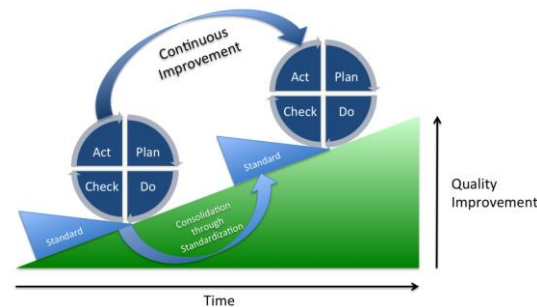 Continuous
Improvement
Act
Plan
Check
Do
Act
Plan
Check
Do
Standard
Standard
Consolidation
through
Standardization
Quality
Improvement
Time